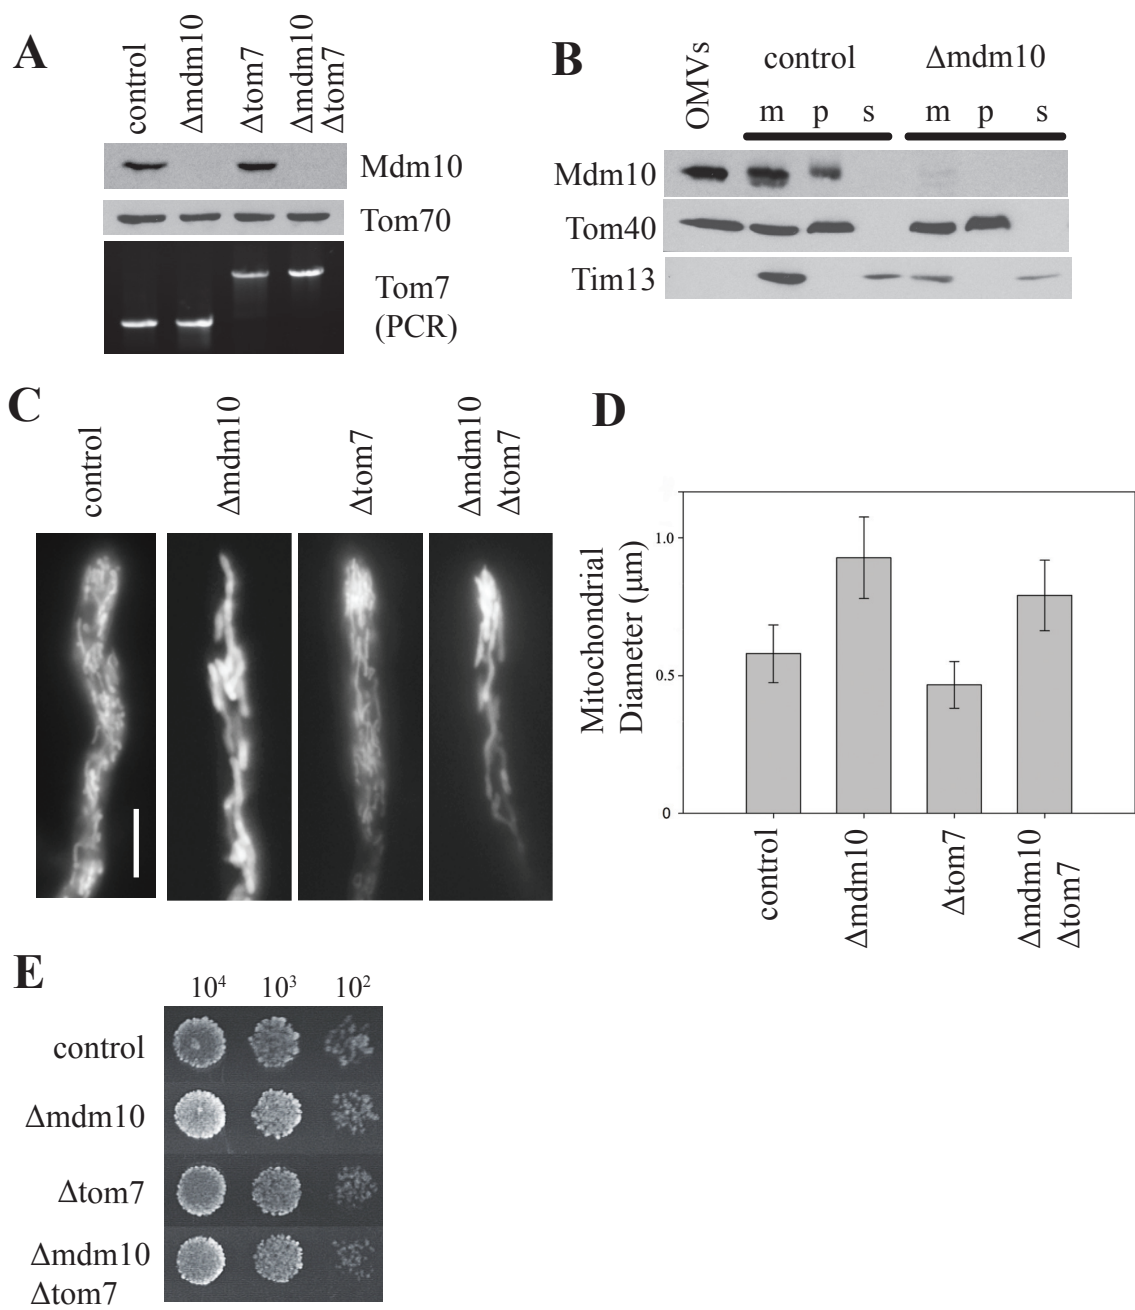 A
control
Δmdm10
Δtom7
Δmdm10
Δtom7
Mdm10
Tom70
Tom7
(PCR)
B
OMVs
control
Δmdm10
m p s m p s
Mdm10
Tom40
Tim13
C
control
Δmdm10
Δtom7
Δmdm10
Δtom7
D
Mitochondrial
Diameter (μm)
1.0
0.5
0
control
Δmdm10
Δtom7
Δmdm10
Δtom7
E
10⁴ 10³ 10²
control
Δmdm10
Δtom7
Δmdm10
Δtom7